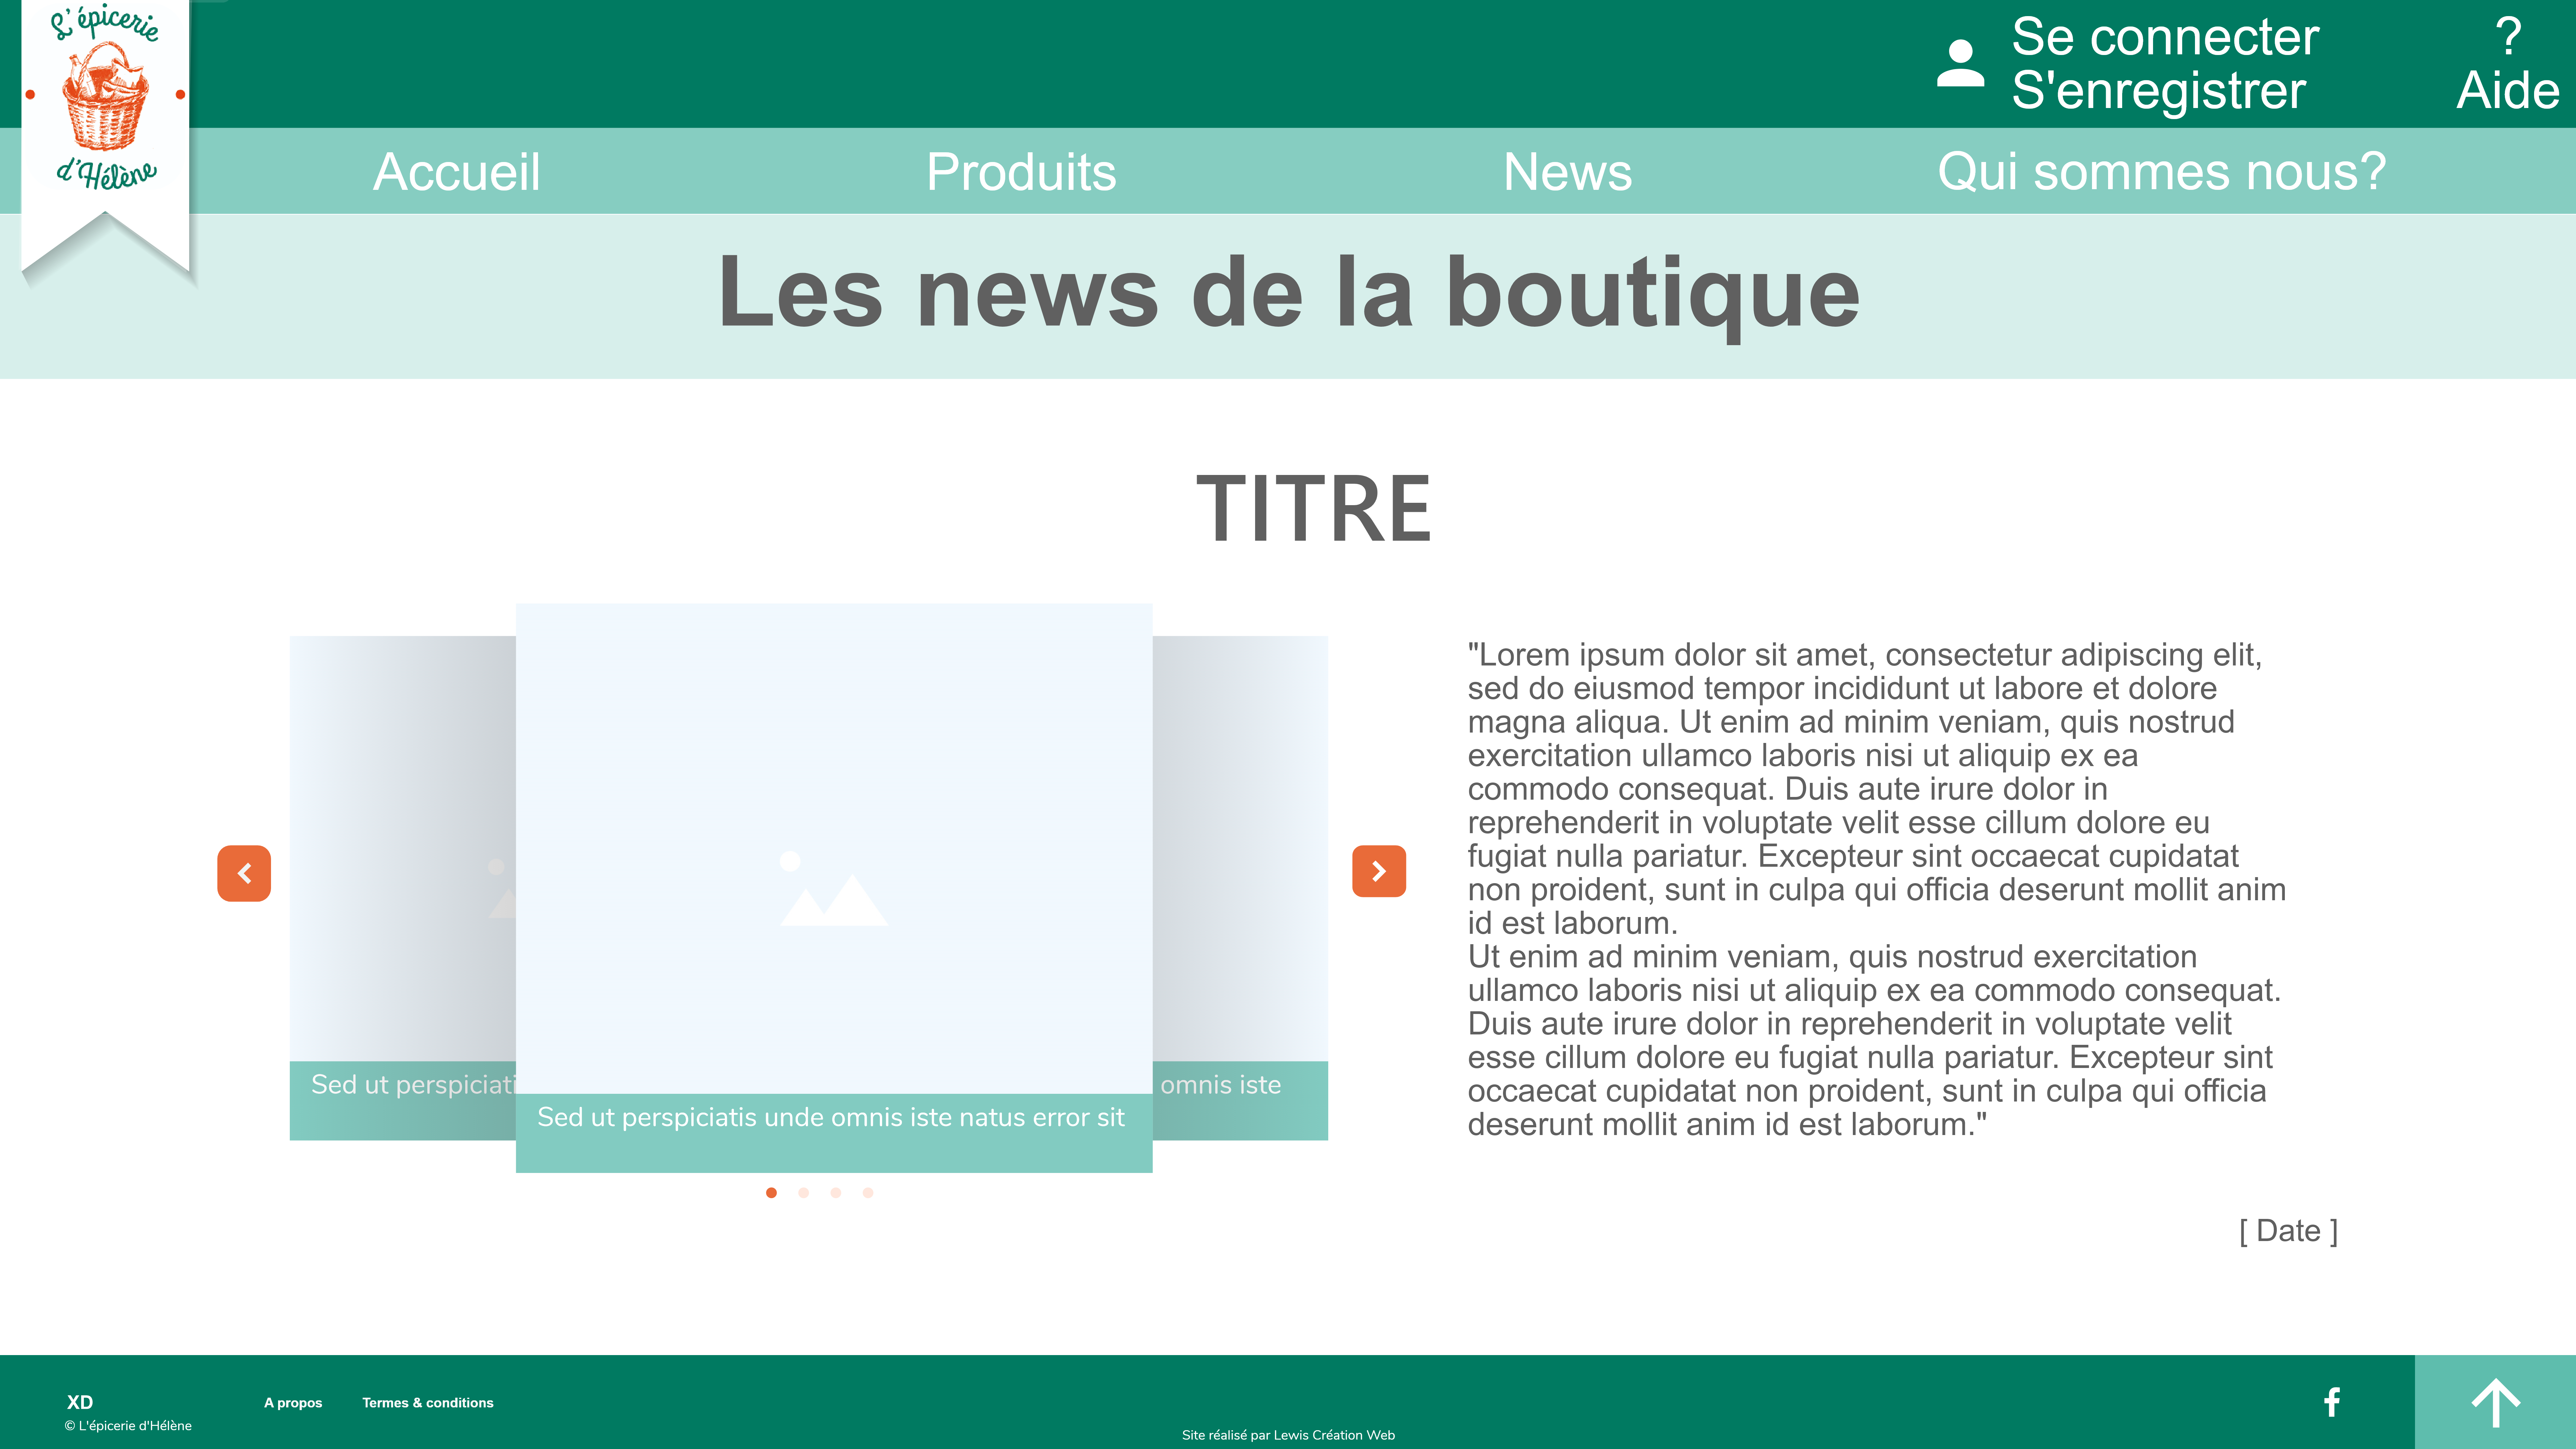 L'épicerie
d'Hélène
Se connecter
S'enregistrer
?
Aide
Accueil
Produits
News
Qui sommes nous?
Les news de la boutique
TITRE
"Lorem ipsum dolor sit amet, consectetur adipiscing elit,
sed do eiusmod tempor incididunt ut labore et dolore
magna aliqua. Ut enim ad minim veniam, quis nostrud
exercitation ullamco laboris nisi ut aliquip ex ea
commodo consequat. Duis aute irure dolor in
reprehenderit in voluptate velit esse cillum dolore eu
fugiat nulla pariatur. Excepteur sint occaecat cupidatat
non proident, sunt in culpa qui officia deserunt mollit anim
id est laborum.
Ut enim ad minim veniam, quis nostrud exercitation
ullamco laboris nisi ut aliquip ex ea commodo consequat.
Duis aute irure dolor in reprehenderit in voluptate velit
esse cillum dolore eu fugiat nulla pariatur. Excepteur sint
occaecat cupidatat non proident, sunt in culpa qui officia
deserunt mollit anim id est laborum."
Sed ut perspiciati
Sed ut perspiciatis unde omnis iste natus error sit
omnis iste
[ Date ]
XD
© L'épicerie d'Hélène
A propos
Termes & conditions
Site réalisé par Lewis Création Web